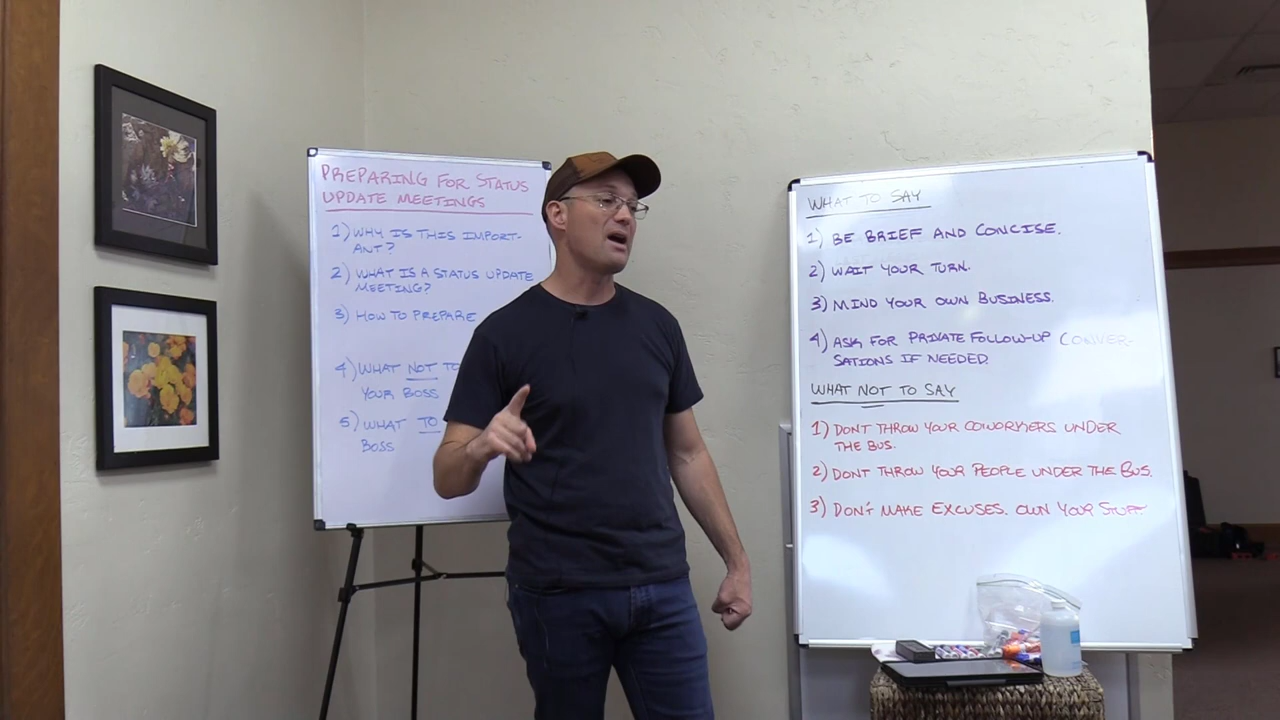 PREPARING FOR STATUS
UPDATE MEETINGS
1) WHY IS THIS IMPORT-
ANT?
2) WHAT IS A STATUS UPDATE
MEETING?
3) HOW TO PREPARE
4) WHAT NOT TO
YOUR BOSS
5) WHAT TO
BOSS
WHAT TO SAY
1) BE BRIEF AND CONCISE.
2) WAIT YOUR TURN.
3) MIND YOUR OWN BUSINESS.
4) ASK FOR PRIVATE FOLLOW-UP CONVER-
SATIONS IF NEEDED.
WHAT NOT TO SAY
1) DONT THROW YOUR COWORKERS UNDER
THE BUS.
2) DONT THROW YOUR PEOPLE UNDER THE BUS.
3) DON'T MAKE EXCUSES. OWN YOUR STUFF.